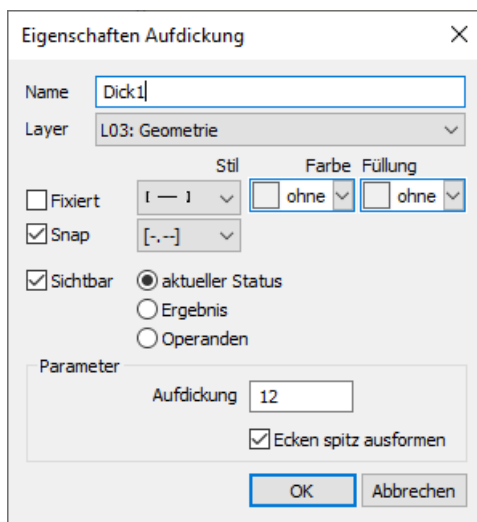 Eigenschaften Aufdickung
Name Dick1
Layer L03: Geometrie
Stil Farbe Füllung
Fixiert [ — ] ohne ohne
Snap [-.--]
Sichtbar aktueller Status
Ergebnis
Operanden
Parameter
Aufdickung 12
Ecken spitz ausformen
OK Abbrechen